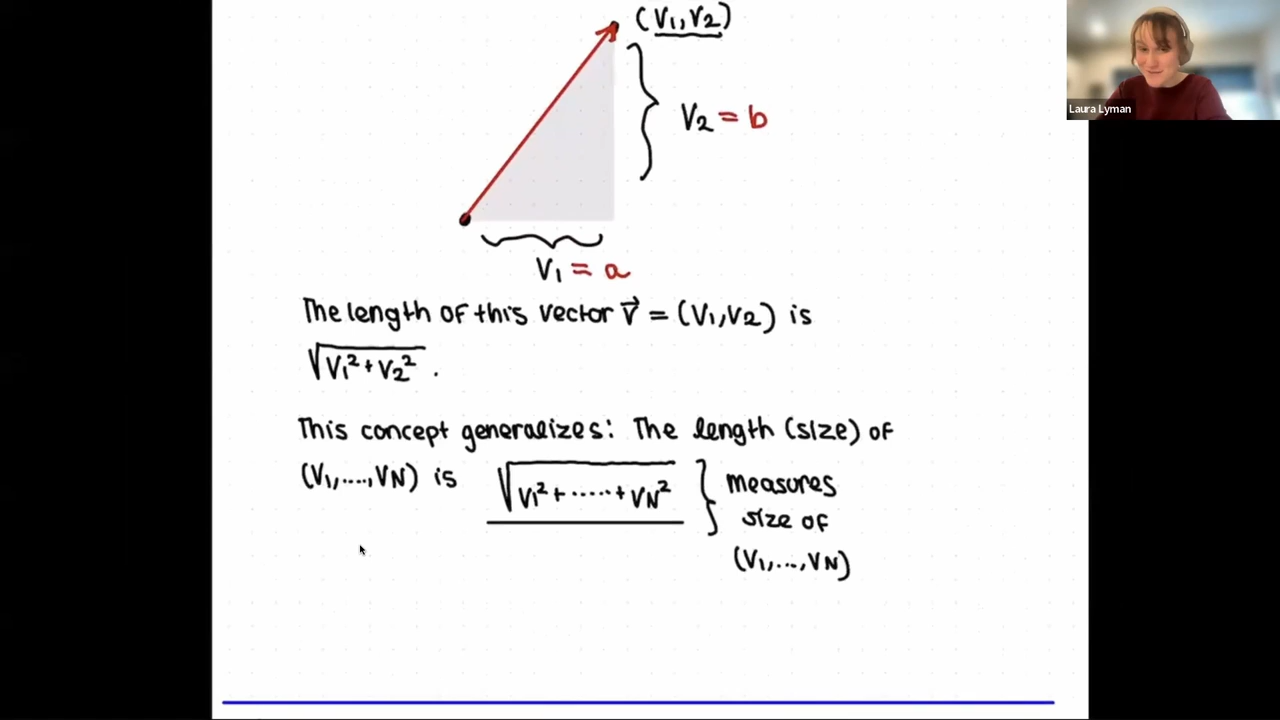 (V1,V2)
Laura Lyman
V2 = b
V1 = a
The length of this vector v⃗ = (V1,V2) is
√V1²+V2² .
This concept generalizes: The length (size) of
(V1,....,VN) is √V1²+......+VN² } measures
size of
(V1,...,VN)